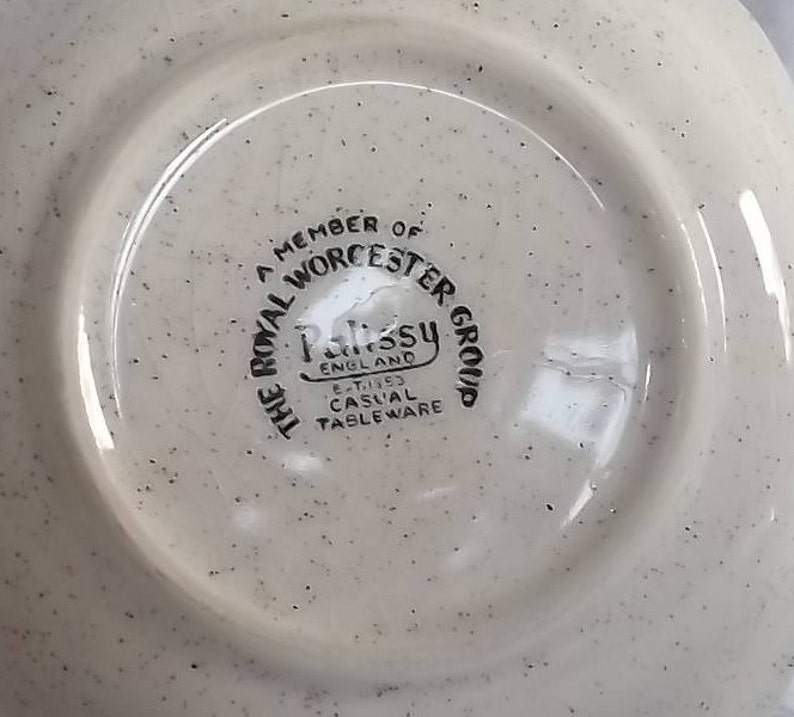 A MEMBER OF
THE ROYAL WORCESTER GROUP
Palissy
ENGLAND
CASUAL
TABLEWARE